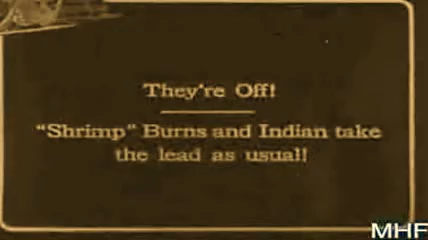 They're Off!
"Shrimp" Burns and Indian take
the lead as usual!
MHF